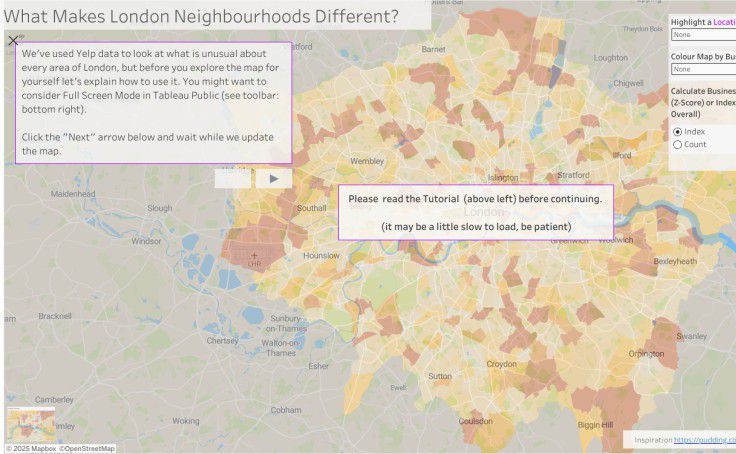 What Makes London Neighbourhoods Different?
We've used Yelp data to look at what is unusual about
every area of London, but before you explore the map for
yourself let's explain how to use it. You might want to
consider Full Screen Mode in Tableau Public (see toolbar:
bottom right).
Click the "Next" arrow below and wait while we update
the map.
Please read the Tutorial (above left) before continuing.
(it may be a little slow to load, be patient)
Highlight a Locati
None
Colour Map by Bus
None
Calculate Business
(Z-Score) or Index
Overall)
Index
Count
Theydon Bois
Barnet
Loughton
Chigwell
Wembley
Ilford
Islington
Stratford
Maidenhead
Slough
Southall
London
Windsor
LHR
Hounslow
Greenwich
Woolwich
Bexleyheath
Bracknell
Sunbury-
on-Thames
Chertsey
Walton-on-
Thames
Esher
Swanley
Orpington
Croydon
Sutton
Ewell
Camberley
Cobham
Coulsdon
Biggin Hill
Woking
Inspiration https://pudding.co
© 2025 Mapbox ©OpenStreetMap